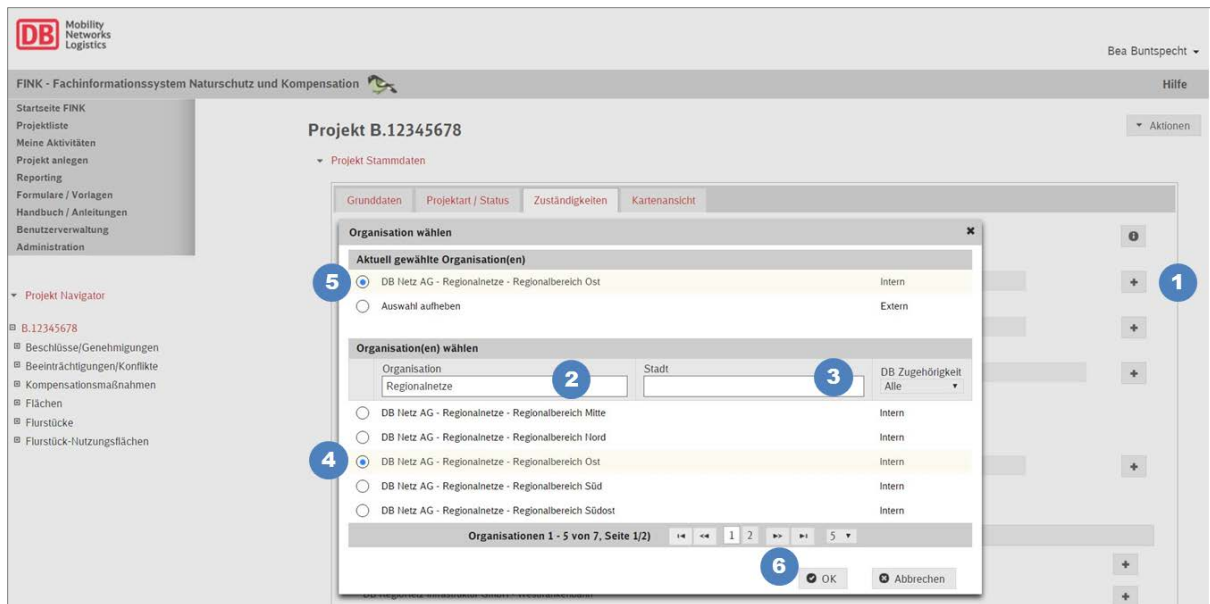 DB
Mobility
Networks
Logistics
Bea Buntspecht
FINK - Fachinformationssystem Naturschutz und Kompensation
Hilfe
Startseite FINK
Projektliste
Meine Aktivitäten
Projekt anlegen
Reporting
Formulare / Vorlagen
Handbuch / Anleitungen
Benutzerverwaltung
Administration
Projekt Navigator
B.12345678
Beschlüsse/Genehmigungen
Beeinträchtigungen/Konflikte
Kompensationsmaßnahmen
Flächen
Flurstücke
Flurstück-Nutzungsflächen
Projekt B.12345678
Aktionen
Projekt Stammdaten
Grunddaten Projektart / Status Zuständigkeiten Kartenansicht
Organisation wählen
Aktuell gewählte Organisation(en)
5 DB Netz AG - Regionalnetze - Regionalbereich Ost Intern
1
Auswahl aufheben Extern
Organisation(en) wählen
Organisation 2 Stadt 3 DB Zugehörigkeit
Regionalnetze Alle
DB Netz AG - Regionalnetze - Regionalbereich Mitte Intern
DB Netz AG - Regionalnetze - Regionalbereich Nord Intern
4 DB Netz AG - Regionalnetze - Regionalbereich Ost Intern
DB Netz AG - Regionalnetze - Regionalbereich Süd Intern
DB Netz AG - Regionalnetze - Regionalbereich Südost Intern
Organisationen 1 - 5 von 7, Seite 1/2) 1 2 5
6 OK Abbrechen